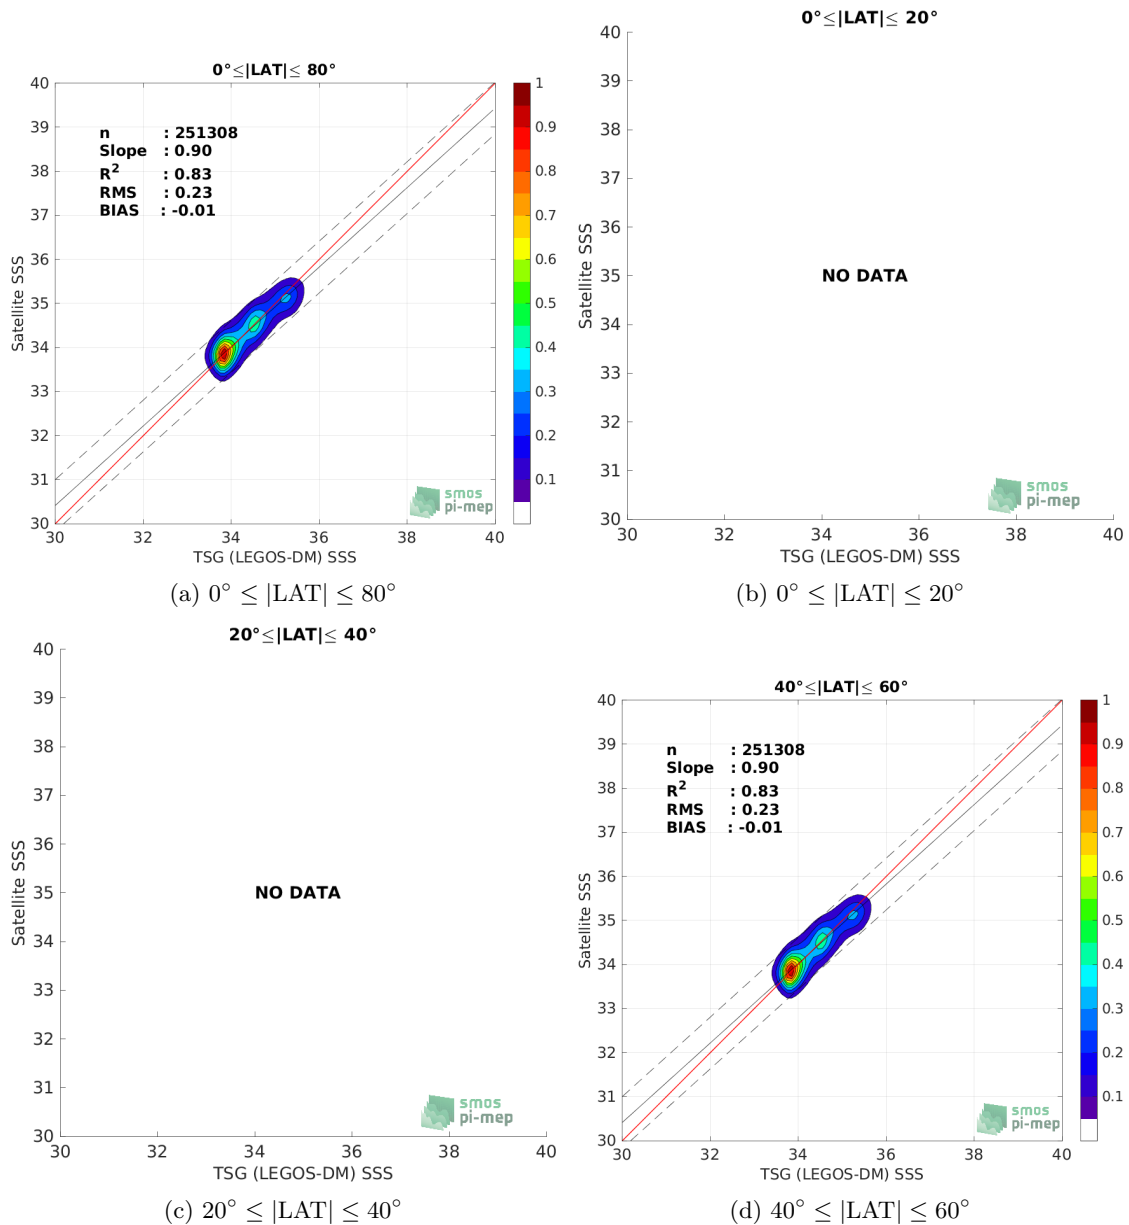 0°≤|LAT|≤ 80°
40
39
38
37
36
35
34
33
32
31
30
Satellite SSS
n : 251308
Slope : 0.90
R² : 0.83
RMS : 0.23
BIAS : -0.01
1
0.9
0.8
0.7
0.6
0.5
0.4
0.3
0.2
0.1
smos
pi-mep
30 32 34 36 38 40
TSG (LEGOS-DM) SSS
(a) 0° ≤ |LAT| ≤ 80°
0°≤|LAT|≤ 20°
40
39
38
37
36
35
34
33
32
31
30
Satellite SSS
NO DATA
smos
pi-mep
30 32 34 36 38 40
TSG (LEGOS-DM) SSS
(b) 0° ≤ |LAT| ≤ 20°
20°≤|LAT|≤ 40°
40
39
38
37
36
35
34
33
32
31
30
Satellite SSS
NO DATA
smos
pi-mep
30 32 34 36 38 40
TSG (LEGOS-DM) SSS
(c) 20° ≤ |LAT| ≤ 40°
40°≤|LAT|≤ 60°
40
39
38
37
36
35
34
33
32
31
30
Satellite SSS
n : 251308
Slope : 0.90
R² : 0.83
RMS : 0.23
BIAS : -0.01
1
0.9
0.8
0.7
0.6
0.5
0.4
0.3
0.2
0.1
smos
pi-mep
30 32 34 36 38 40
TSG (LEGOS-DM) SSS
(d) 40° ≤ |LAT| ≤ 60°